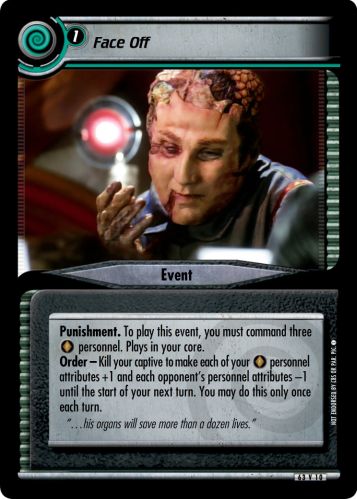 1
Face Off
Event
Punishment. To play this event, you must command three
personnel. Plays in your core.
Order – Kill your captive to make each of your personnel
attributes +1 and each opponent's personnel attributes –1
until the start of your next turn. You may do this only once
each turn.
"…his organs will save more than a dozen lives."
NOT ENDORSED BY CBS OR PAR. PIC.
63 V 10